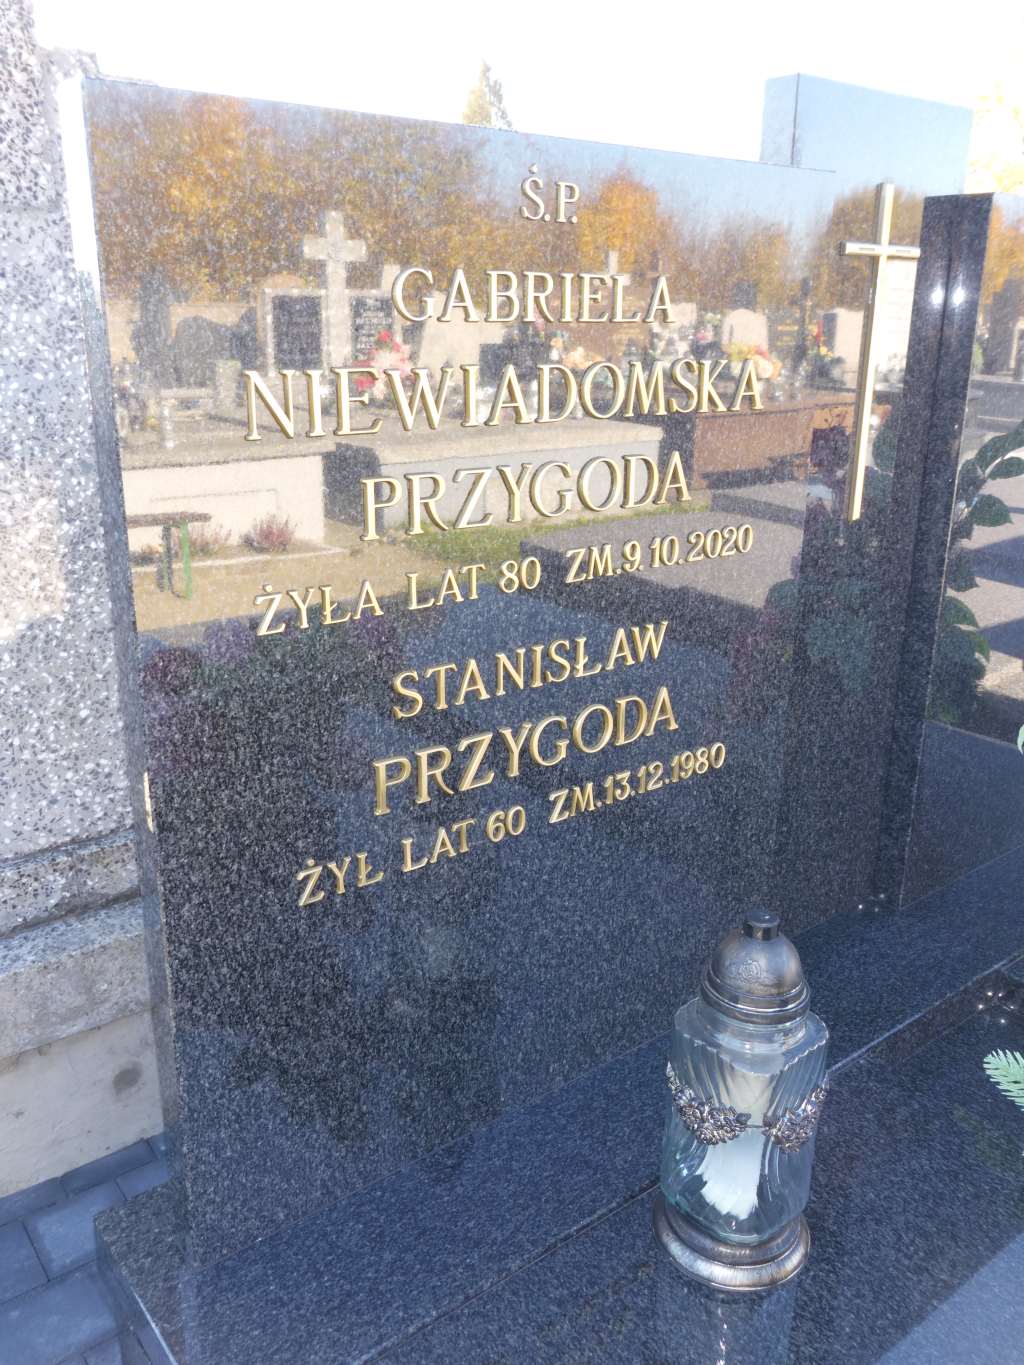 Ś.P.
GABRIELA
NIEWIADOMSKA
PRZYGODA
ŻYŁA LAT 80 ZM.9.10.2020
STANISŁAW
PRZYGODA
ŻYŁ LAT 60 ZM.13.12.1980